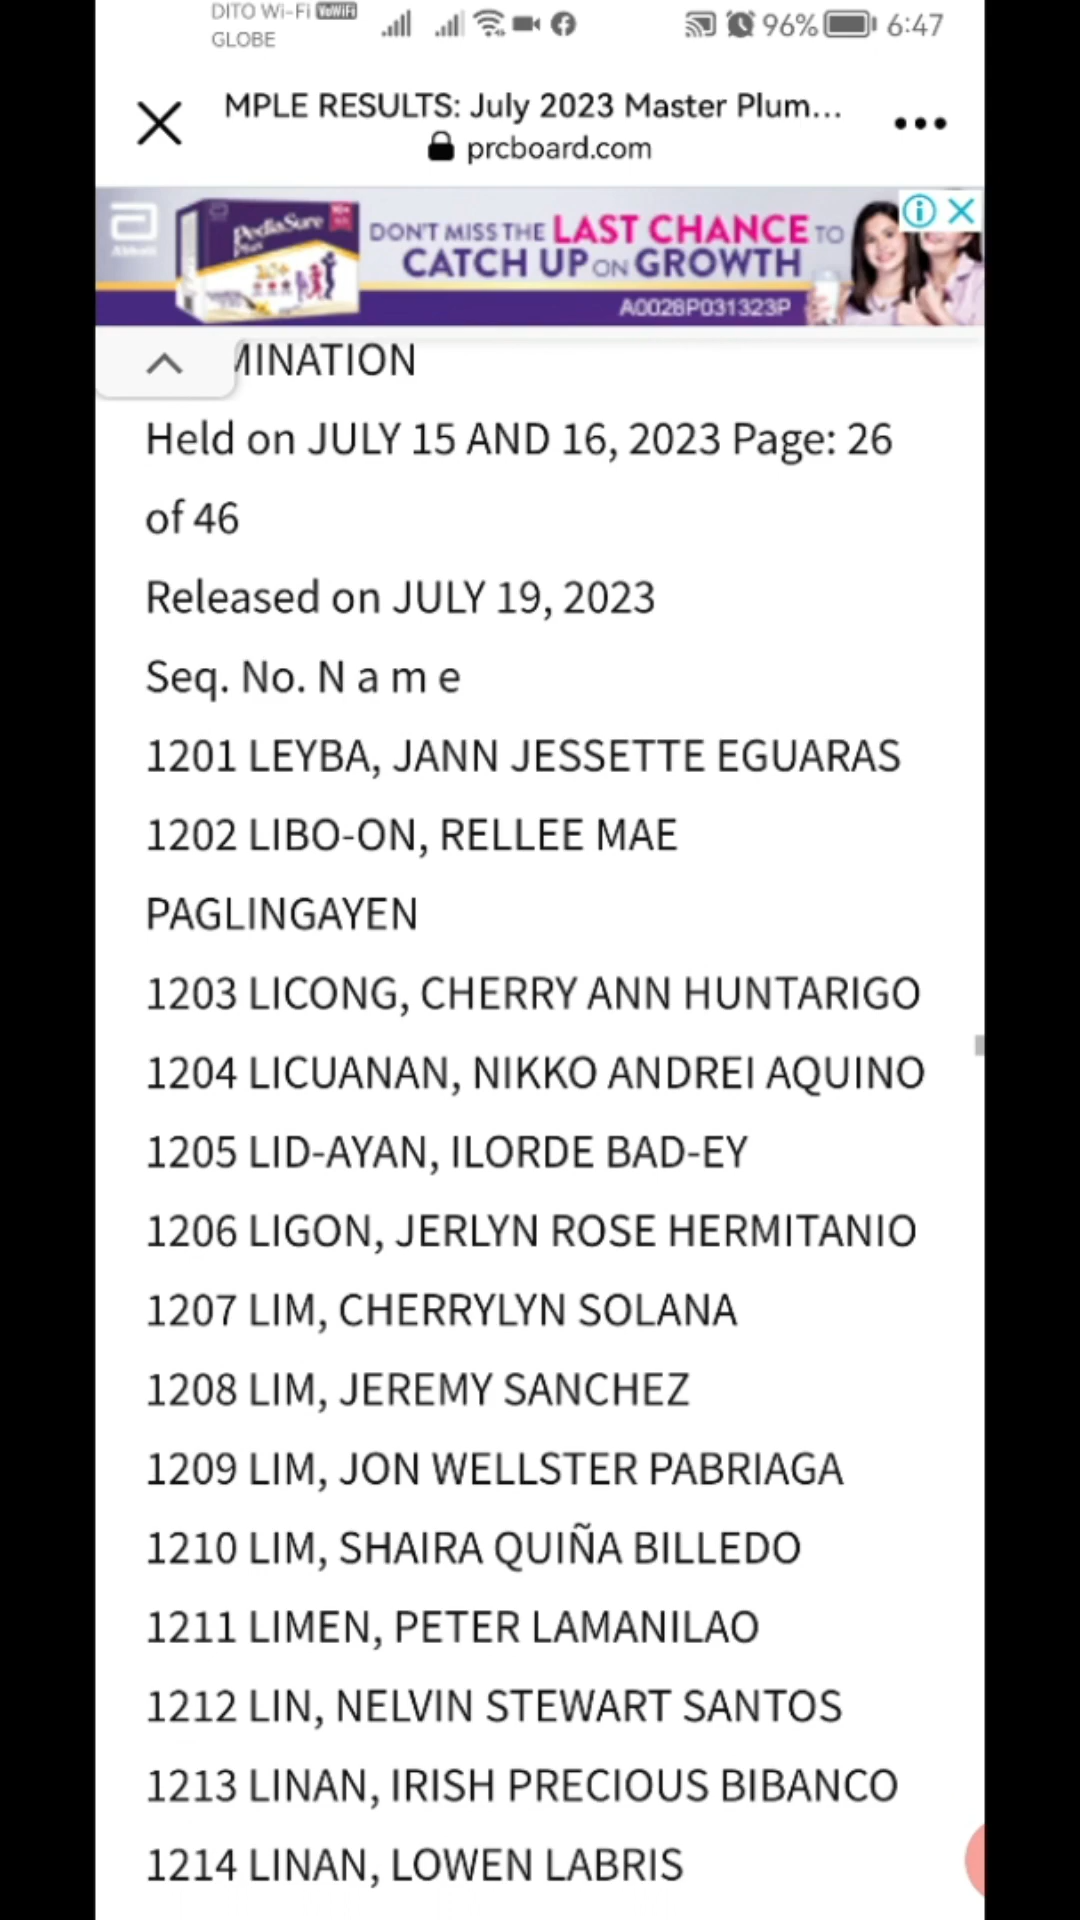 DITO Wi-Fi VoWiFi
GLOBE
96% 6:47
MPLE RESULTS: July 2023 Master Plum...
prcboard.com
Abbott
PediaSure
Plus
10+
DON'T MISS THE LAST CHANCE TO
CATCH UP ON GROWTH
A0028P031323P
MINATION
Held on JULY 15 AND 16, 2023 Page: 26
of 46
Released on JULY 19, 2023
Seq. No. N a m e
1201 LEYBA, JANN JESSETTE EGUARAS
1202 LIBO-ON, RELLEE MAE
PAGLINGAYEN
1203 LICONG, CHERRY ANN HUNTARIGO
1204 LICUANAN, NIKKO ANDREI AQUINO
1205 LID-AYAN, ILORDE BAD-EY
1206 LIGON, JERLYN ROSE HERMITANIO
1207 LIM, CHERRYLYN SOLANA
1208 LIM, JEREMY SANCHEZ
1209 LIM, JON WELLSTER PABRIAGA
1210 LIM, SHAIRA QUIÑA BILLEDO
1211 LIMEN, PETER LAMANILAO
1212 LIN, NELVIN STEWART SANTOS
1213 LINAN, IRISH PRECIOUS BIBANCO
1214 LINAN, LOWEN LABRIS